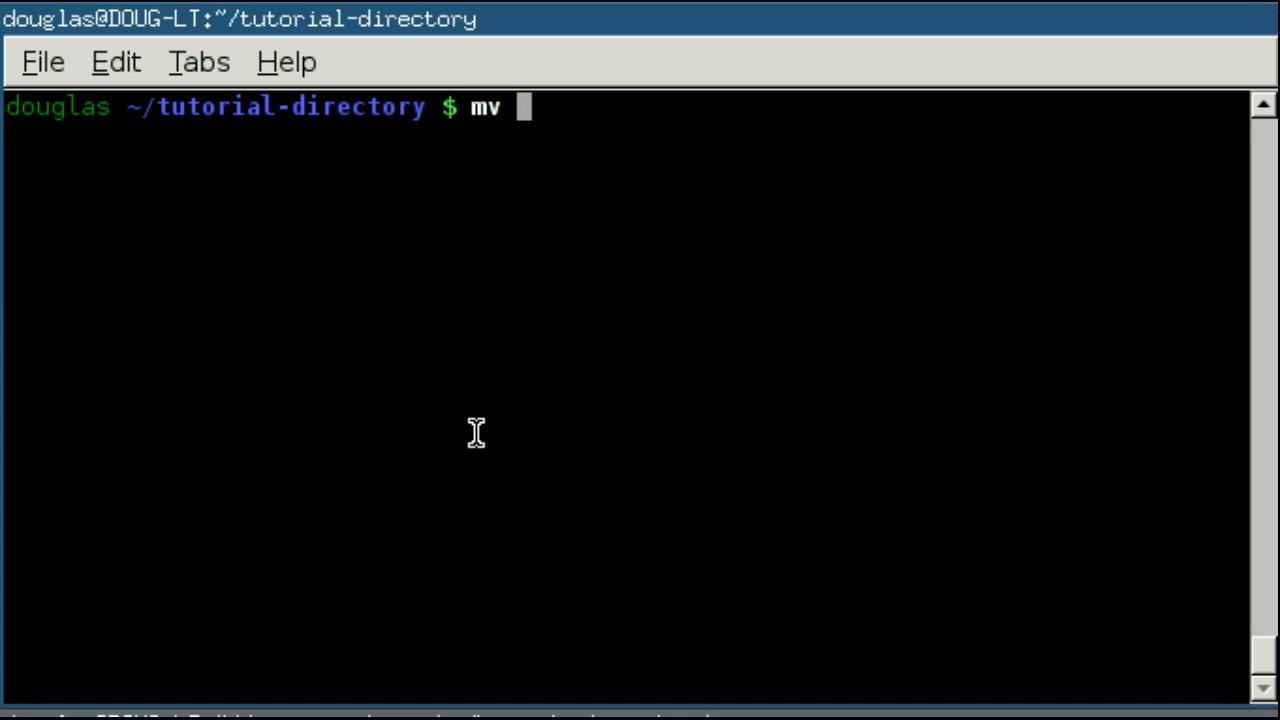 douglas@DOUG-LT:~/tutorial-directory
File Edit Tabs Help
douglas ~/tutorial-directory $ mv